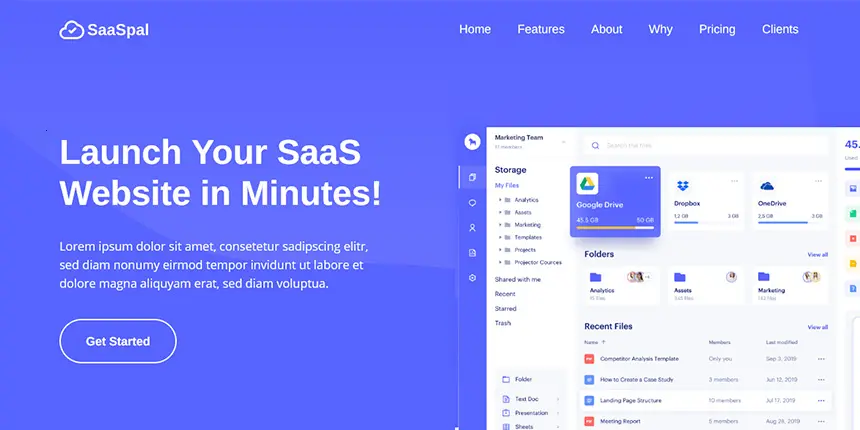 SaaSpal
Home Features About Why Pricing Clients
Launch Your SaaS
Website in Minutes!
Lorem ipsum dolor sit amet, consetetur sadipscing elitr,
sed diam nonumy eirmod tempor invidunt ut labore et
dolore magna aliquyam erat, sed diam voluptua.
Get Started
Marketing Team
members
Search
Storage
My Files
Analytics
Assets
Marketing
Templates
Projects
Projector Cources
Shared with me
Recent
Starred
Trash
Folder
Text Doc
Presentation
Sheets
Google Drive
45.5 GB 50 GB
Dropbox
1,2 GB 3 GB
OneDrive
2,5 GB 3 GB
45.
Used
Folders View all
Analytics
Assets
Marketing
Recent Files View all
Name Members Last modified
Competitor Analysis Template Only you Sep 3, 2019
How to Create a Case Study 3 members Jun 12, 2019
Landing Page Structure 10 members Jul 17, 2019
Meeting Report 5 members Aug 28, 2019